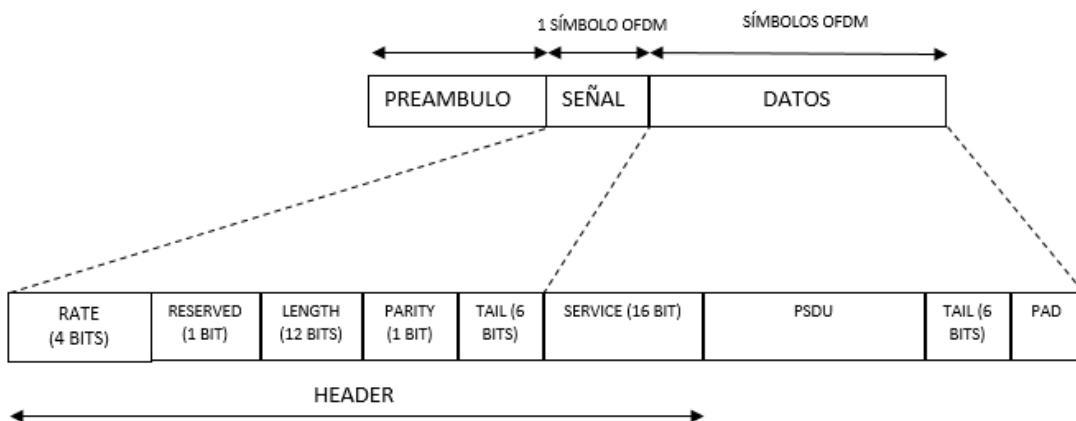 1 SÍMBOLO OFDM
SÍMBOLOS OFDM
PREAMBULO
SEÑAL
DATOS
RATE
(4 BITS)
RESERVED
(1 BIT)
LENGTH
(12 BITS)
PARITY
(1 BIT)
TAIL (6
BITS)
SERVICE (16 BIT)
PSDU
TAIL (6
BITS)
PAD
HEADER